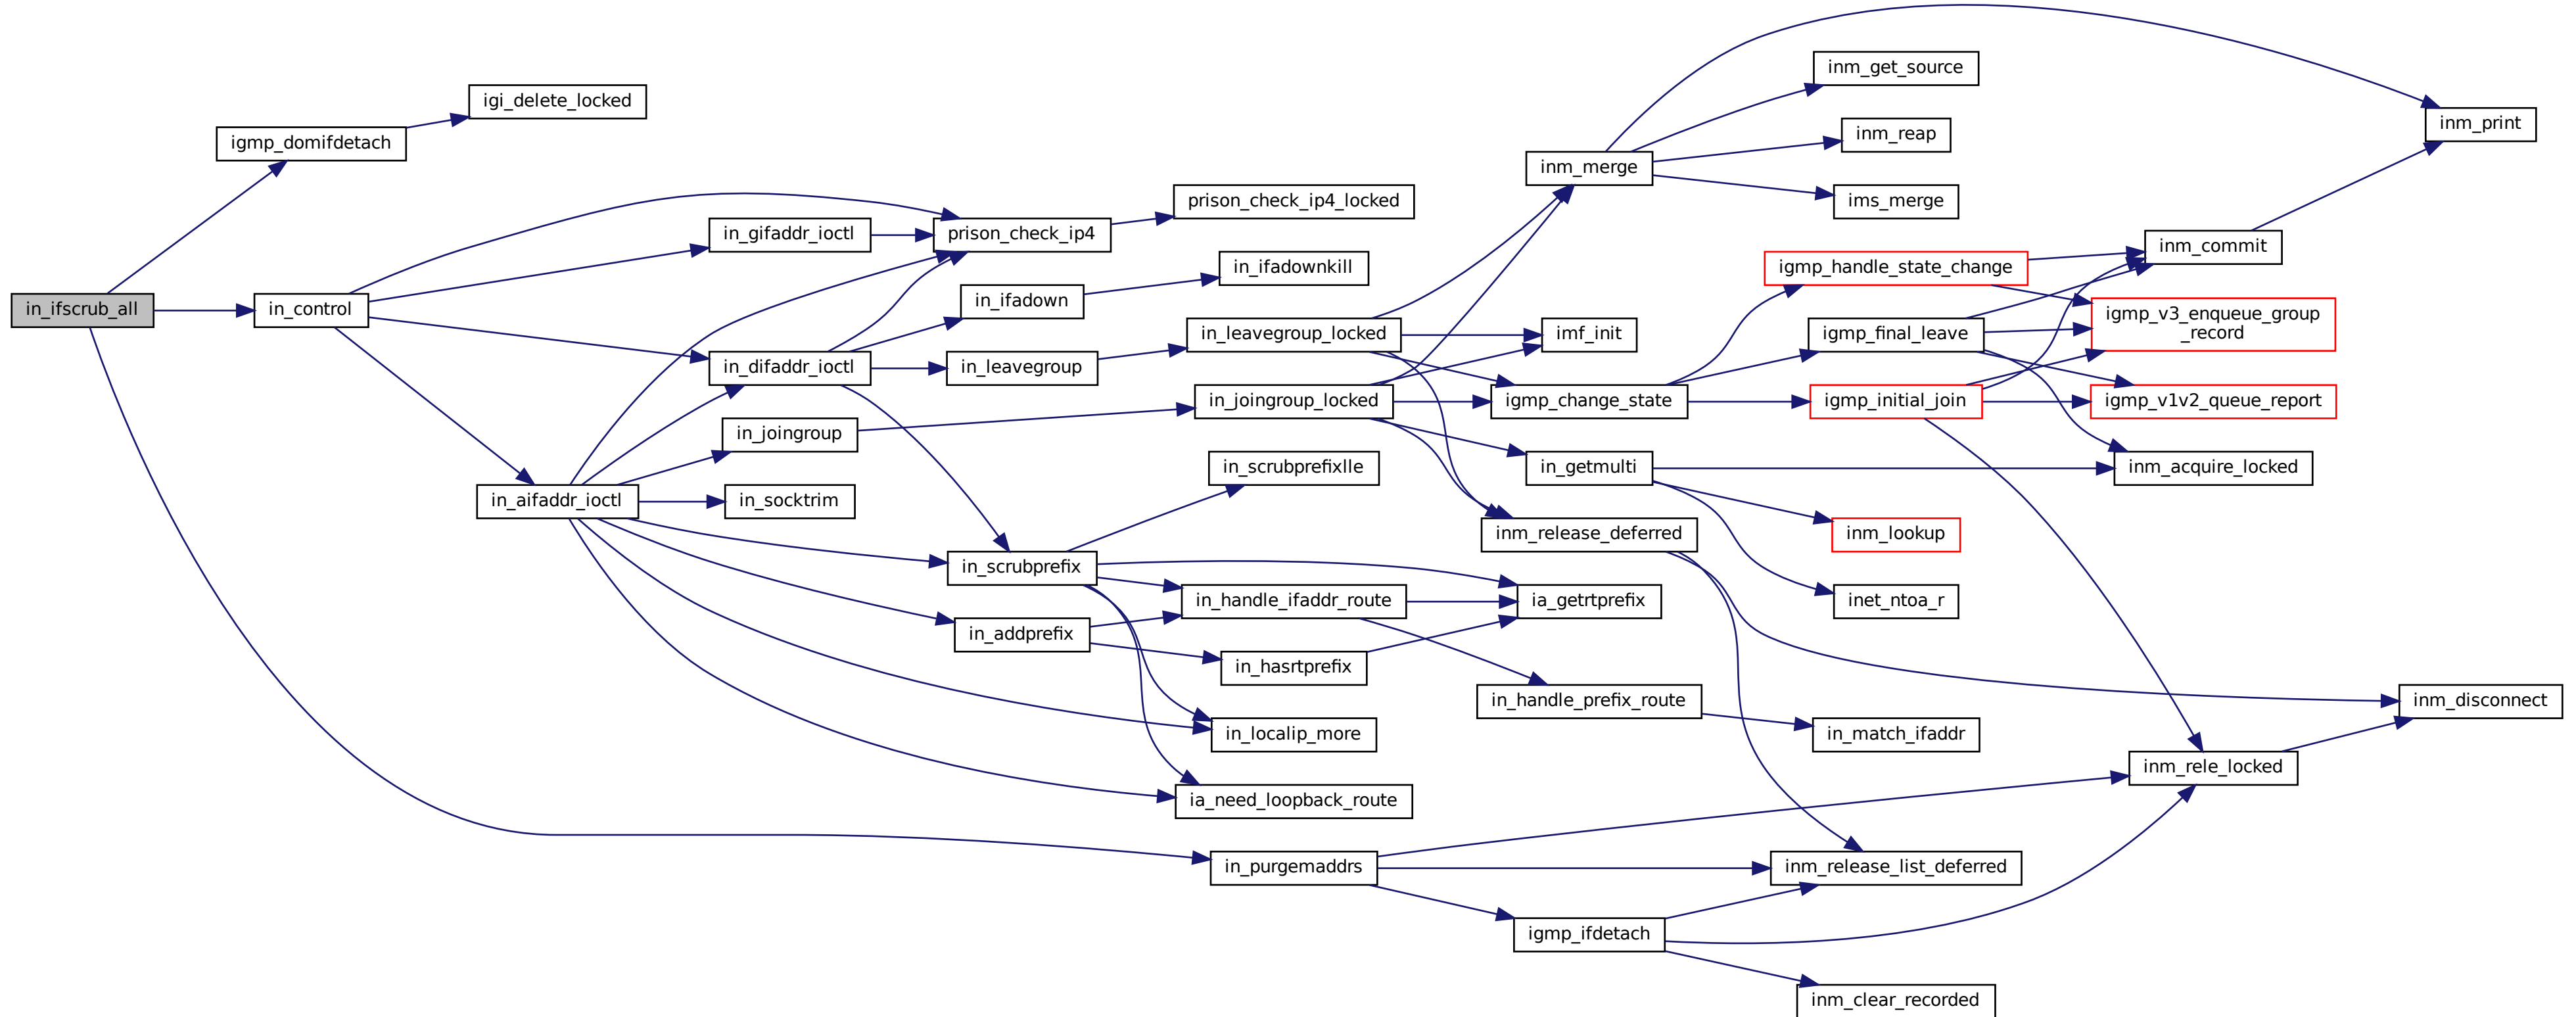 in_ifscrub_all
igmp_domifdetach
igi_delete_locked
in_control
in_gifaddr_ioctl
prison_check_ip4
prison_check_ip4_locked
in_difaddr_ioctl
in_ifadown
in_ifadownkill
in_leavegroup
in_leavegroup_locked
in_aifaddr_ioctl
in_joingroup
in_joingroup_locked
in_socktrim
in_scrubprefix
in_scrubprefixlle
in_addprefix
in_handle_ifaddr_route
in_hasrtprefix
ia_getrtprefix
in_handle_prefix_route
in_match_ifaddr
in_localip_more
ia_need_loopback_route
in_purgemaddrs
igmp_ifdetach
inm_merge
inm_get_source
inm_reap
ims_merge
inm_print
imf_init
igmp_change_state
igmp_handle_state_change
igmp_final_leave
igmp_initial_join
inm_commit
igmp_v3_enqueue_group
_record
igmp_v1v2_queue_report
inm_acquire_locked
in_getmulti
inm_lookup
inet_ntoa_r
inm_release_deferred
inm_disconnect
inm_rele_locked
inm_release_list_deferred
inm_clear_recorded